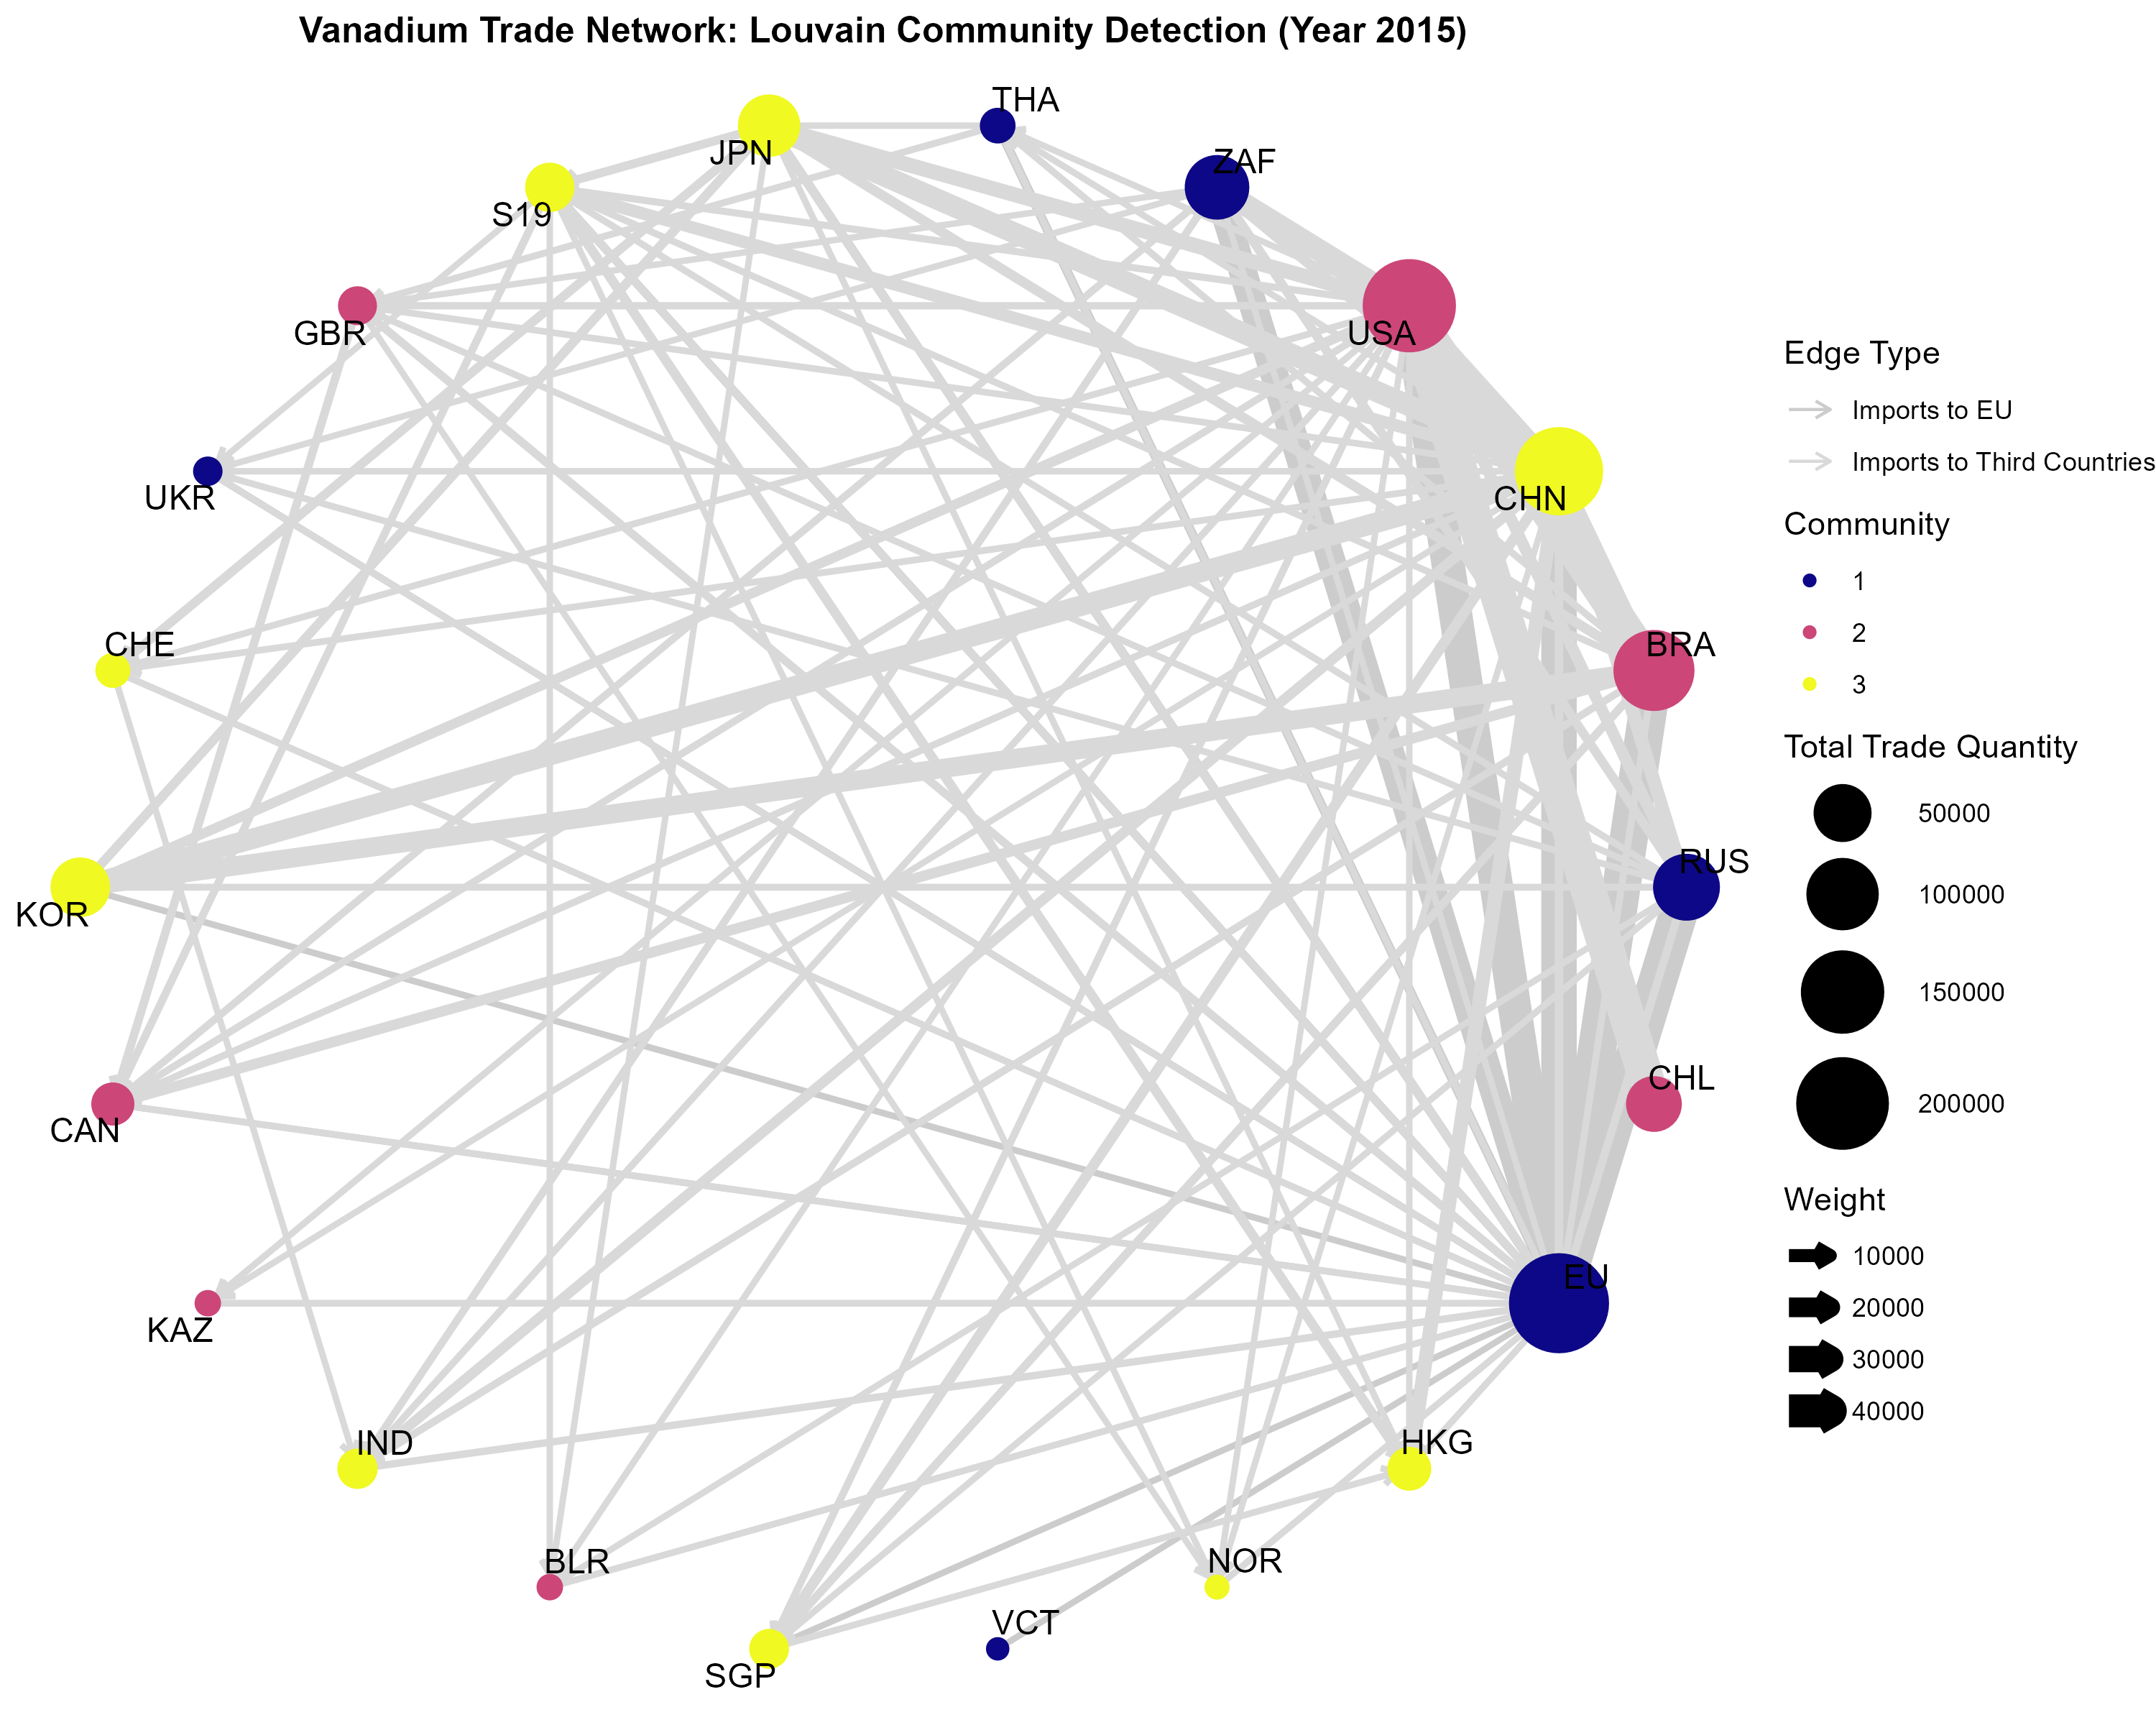 Vanadium Trade Network: Louvain Community Detection (Year 2015)
THA
JPN
ZAF
S19
GBR
USA
UKR
CHN
CHE
BRA
KOR
RUS
CAN
CHL
KAZ
EU
IND
HKG
BLR
NOR
SGP
VCT
Edge Type
Imports to EU
Imports to Third Countries
Community
1
2
3
Total Trade Quantity
50000
100000
150000
200000
Weight
10000
20000
30000
40000